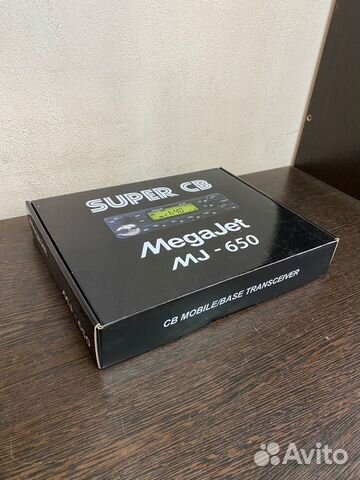 SUPER CB
MegaJet
MJ-650
CB MOBILE/BASE TRANSCEIVER
Avito